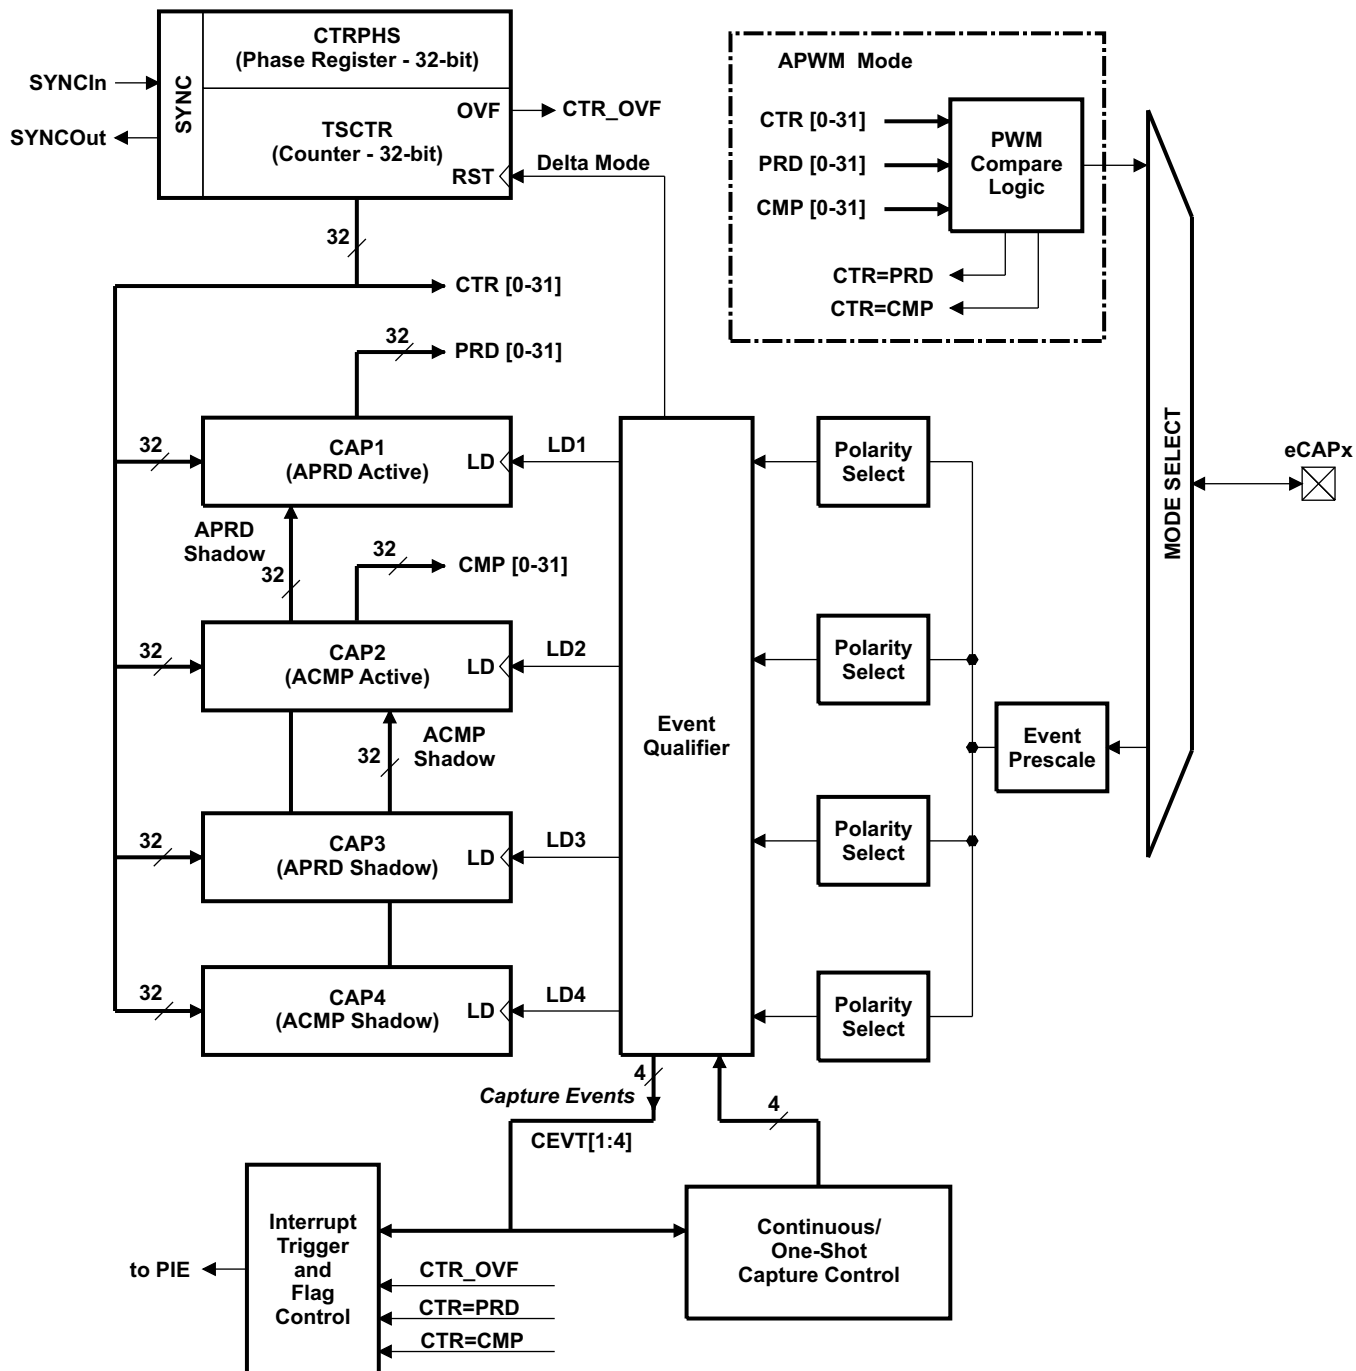 CTRPHS
(Phase Register - 32-bit)
SYNC
SYNCIn
SYNCOut
OVF
CTR_OVF
TSCTR
(Counter - 32-bit)
RST
Delta Mode
APWM Mode
CTR [0-31]
PRD [0-31]
CMP [0-31]
PWM
Compare
Logic
CTR=PRD
CTR=CMP
32
CTR [0-31]
32
PRD [0-31]
32
CAP1
(APRD Active)
LD
LD1
Polarity
Select
MODE SELECT
eCAPx
APRD
Shadow
32
32
CMP [0-31]
32
CAP2
(ACMP Active)
LD
LD2
Polarity
Select
Event
Qualifier
Event
Prescale
32
ACMP
Shadow
32
CAP3
(APRD Shadow)
LD
LD3
Polarity
Select
32
CAP4
(ACMP Shadow)
LD
LD4
Polarity
Select
4
Capture Events
CEVT[1:4]
4
Interrupt
Trigger
and
Flag
Control
to PIE
CTR_OVF
CTR=PRD
CTR=CMP
Continuous/
One-Shot
Capture Control